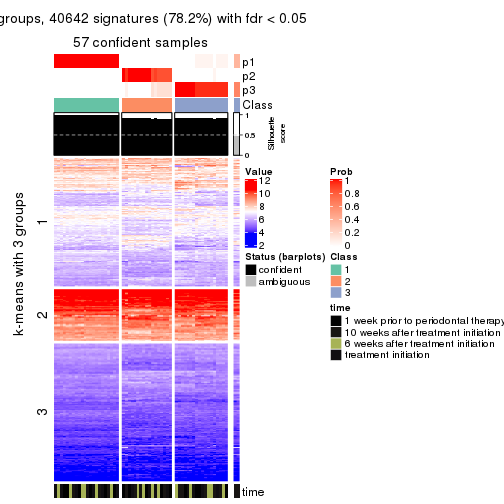 groups, 40642 signatures (78.2%) with fdr < 0.05
57 confident samples
p1
p2
p3
Class
1
0.5
0
Silhouette
score
k-means with 3 groups
1
2
3
time
Value
12
10
8
6
4
2
Prob
1
0.8
0.6
0.4
0.2
0
Status (barplots)
confident
ambiguous
Class
1
2
3
time
1 week prior to periodontal therapy
10 weeks after treatment initiation
6 weeks after treatment initiation
treatment initiation